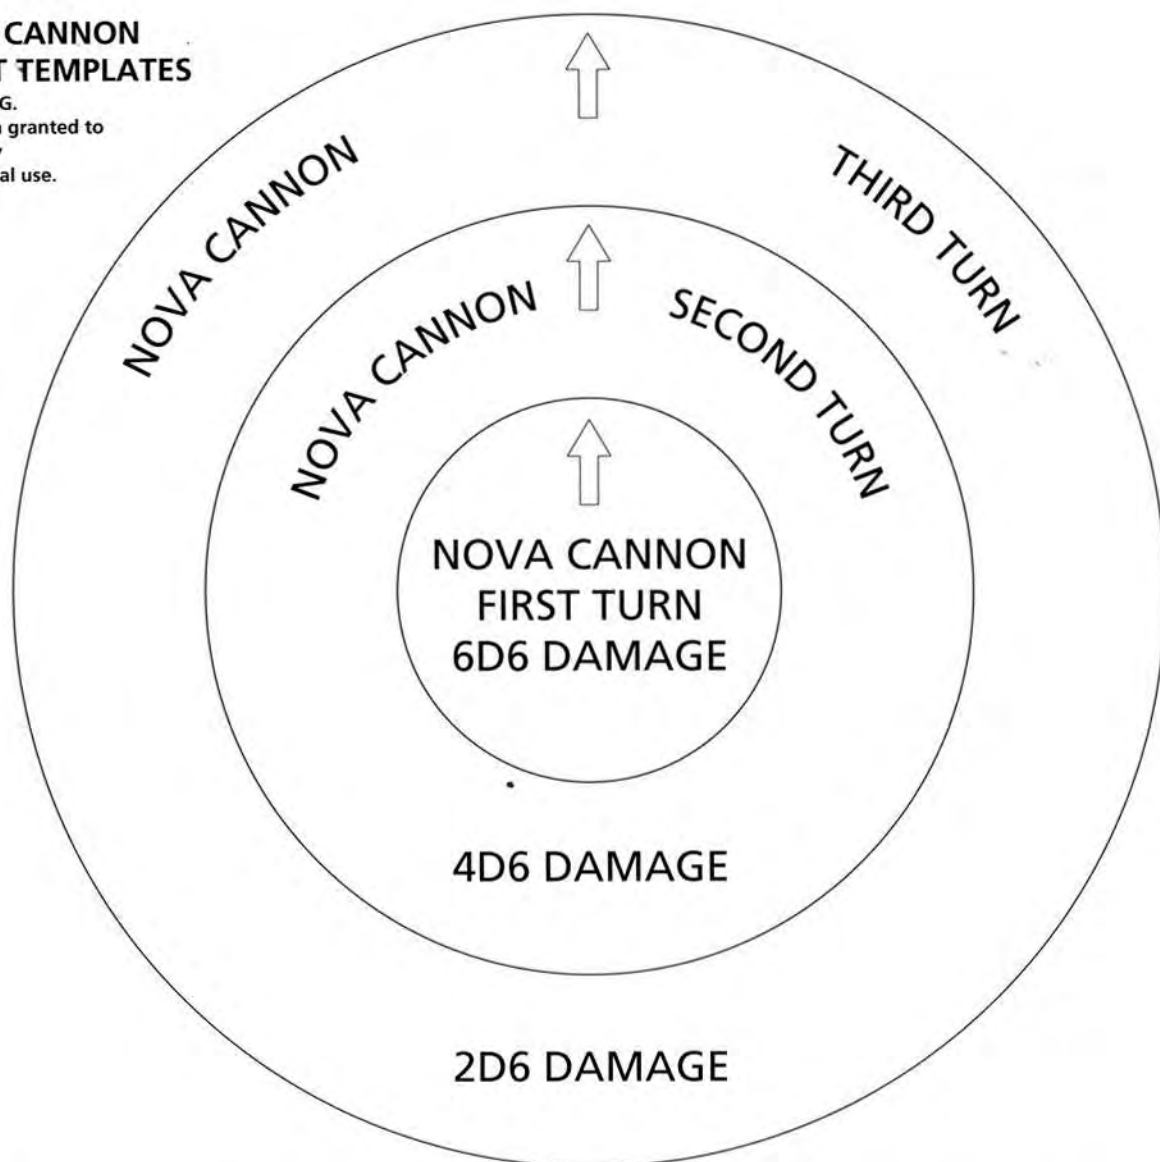 CANNON
T TEMPLATES
G.
granted to
al use.
NOVA CANNON
THIRD TURN
NOVA CANNON
SECOND TURN
NOVA CANNON
FIRST TURN
6D6 DAMAGE
4D6 DAMAGE
2D6 DAMAGE